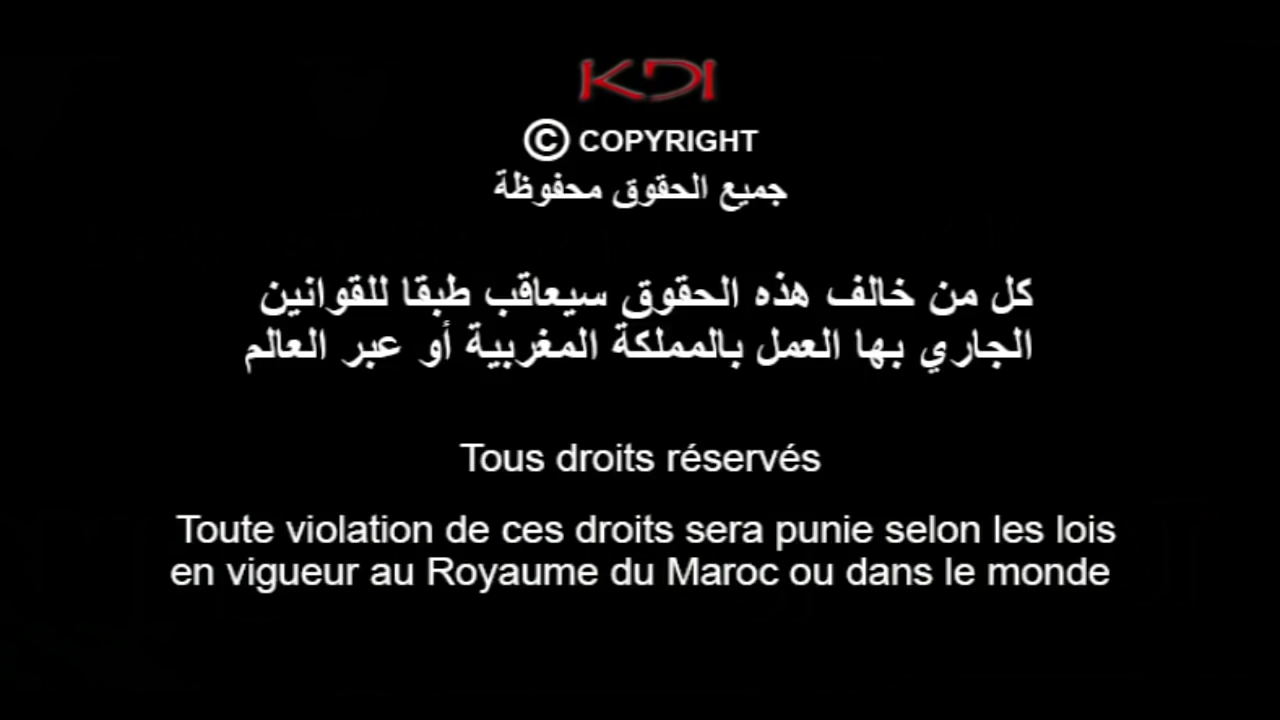 KDI
© COPYRIGHT
جميع الحقوق محفوظة
كل من خالف هذه الحقوق سيعاقب طبقا للقوانين
الجاري بها العمل بالمملكة المغربية أو عبر العالم
Tous droits réservés
Toute violation de ces droits sera punie selon les lois
en vigueur au Royaume du Maroc ou dans le monde